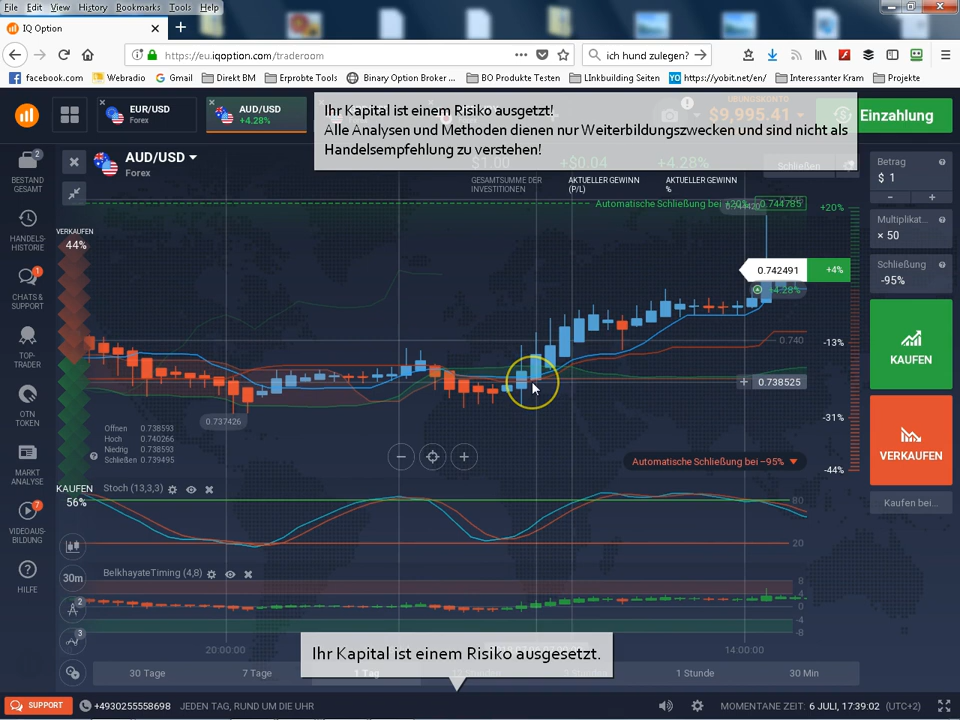 File Edit View History Bookmarks Tools Help
IQ Option
https://eu.iqoption.com/traderoom
ich hund zulegen?
facebook.com Webradio Gmail Direkt BM Erprobte Tools Binary Option Broker ... BO Produkte Testen LInkbuilding Seiten https://yobit.net/en/ Interessanter Kram Projekte
EUR/USD
Forex
AUD/USD
+4.28%
Ihr Kapital ist einem Risiko ausgetzt!
Alle Analysen und Methoden dienen nur Weiterbildungszwecken und sind nicht als
Handelsempfehlung zu verstehen!
ÜBUNGSKONTO
$9,995.41
Einzahlung
2
BESTAND
GESAMT
HANDELS-
HISTORIE
1
CHATS &
SUPPORT
TOP-
TRADER
OTN
TOKEN
MARKT
ANALYSE
7
VIDEOAUS-
BILDUNG
HILFE
AUD/USD
Forex
$1.00
GESAMTSUMME DER
INVESTITIONEN
+$0.04
AKTUELLER GEWINN
(P/L)
+4.28%
AKTUELLER GEWINN
%
Schließen
Automatische Schließung bei +20%
0.744785
0.744420
+20%
VERKAUFEN
44%
0.742491
+4%
+4.28%
0.740
-13%
0.738525
-31%
0.737426
Offnen 0.738593
Hoch 0.740266
Niedrig 0.738593
Schließen 0.739495
Automatische Schließung bei −95%
-44%
KAUFEN
56%
Stoch (13,3,3)
80
20
30m
BelkhayateTiming (4,8)
8
4
0
-4
-8
2
3
20:00:00
14:00:00
Ihr Kapital ist einem Risiko ausgesetzt.
30 Tage
7 Tage
1 Tag
1 Stunde
30 Min
Betrag
$ 1
- +
Multiplikat...
× 50
Schließung
-95%
KAUFEN
VERKAUFEN
Kaufen bei...
SUPPORT
+4930255558698
JEDEN TAG, RUND UM DIE UHR
MOMENTANE ZEIT: 6 JULI, 17:39:02 (UTC+2)